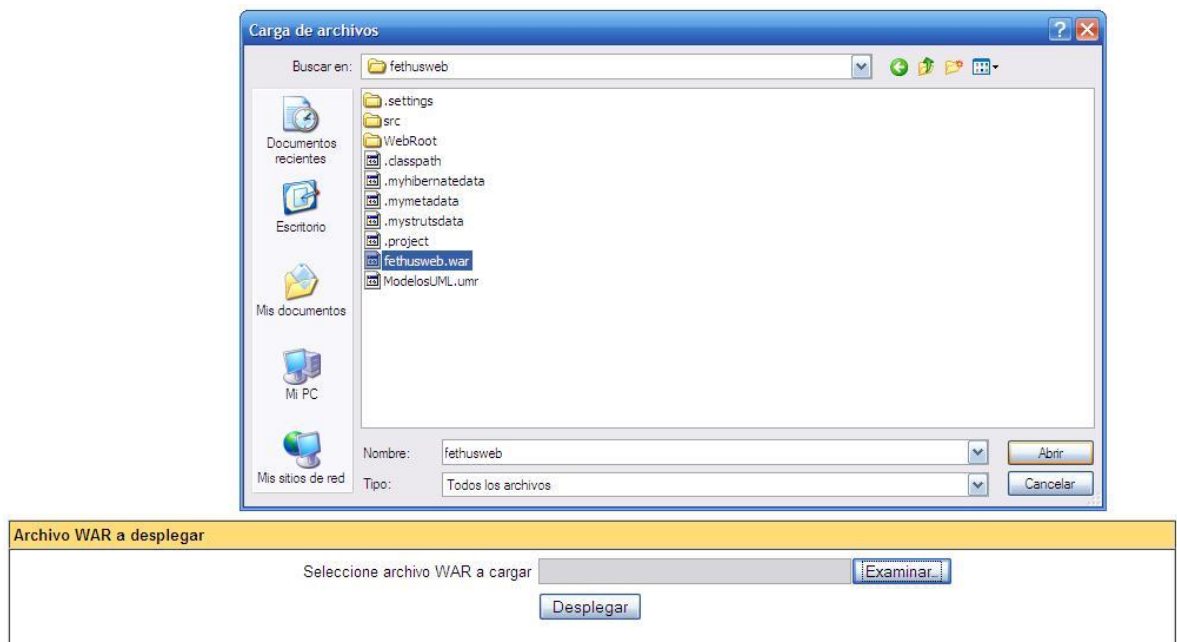 Carga de archivos
Buscar en: fethusweb
.settings
src
WebRoot
.classpath
.myhibernatedata
.mymetadata
.mystrutsdata
.project
fethusweb.war
ModelosUML.umr
Documentos
recientes
Escritorio
Mis documentos
Mi PC
Mis sitios de red
Nombre: fethusweb Abrir
Tipo: Todos los archivos Cancelar
Archivo WAR a desplegar
Seleccione archivo WAR a cargar Examinar...
Desplegar